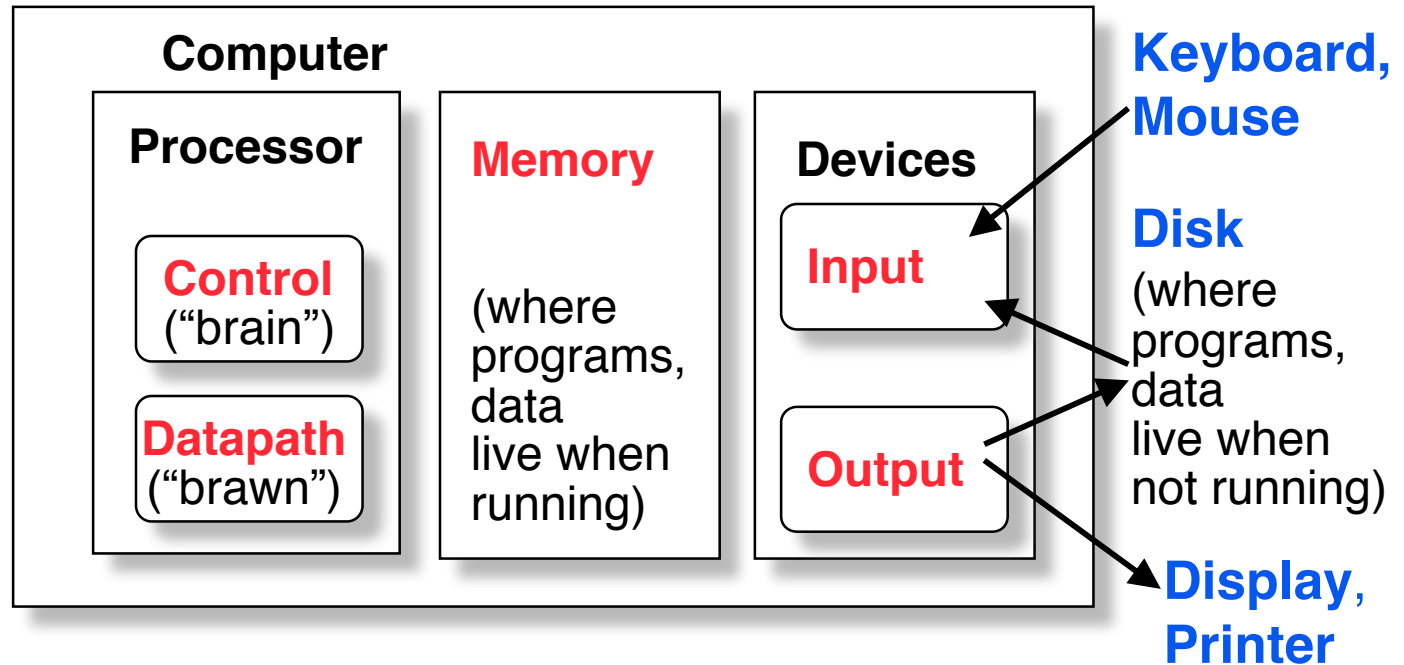 Computer
Processor
Control
(“brain”)
Datapath
(“brawn”)
Memory
(where
programs,
data
live when
running)
Devices
Input
Output
Keyboard,
Mouse
Disk
(where
programs,
data
live when
not running)
Display,
Printer